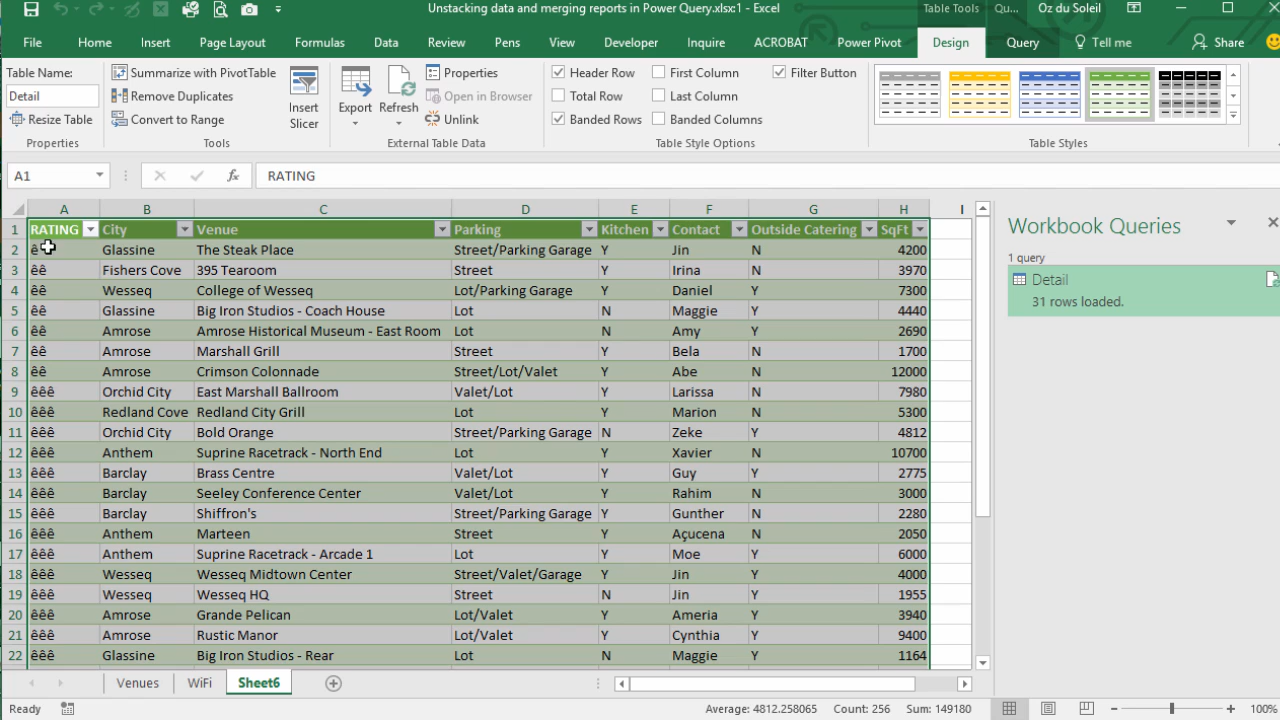 Unstacking data and merging reports in Power Query.xlsx:1 - Excel
Table Tools
Qu...
Oz du Soleil
File Home Insert Page Layout Formulas Data Review View Developer Inquire ACROBAT Power Pivot Design Query Tell me Share
Pens
Table Name:
Detail
Resize Table
Properties
Summarize with PivotTable
Remove Duplicates
Convert to Range
Tools
Insert
Slicer
Export
Refresh
Properties
Open in Browser
Unlink
External Table Data
Header Row
First Column
Filter Button
Total Row
Last Column
Banded Rows
Banded Columns
Table Style Options
Table Styles
A1
fx
RATING
A B C D E F G H I
1 RATING City Venue Parking Kitchen Contact Outside Catering SqFt
2 ê Glassine The Steak Place Street/Parking Garage Y Jin N 4200
3 êê Fishers Cove 395 Tearoom Street Y Irina N 3970
4 êê Wesseq College of Wesseq Lot/Parking Garage Y Daniel Y 7300
5 êê Glassine Big Iron Studios - Coach House Lot N Maggie Y 4440
6 êê Amrose Amrose Historical Museum - East Room Lot N Amy Y 2690
7 êê Amrose Marshall Grill Street Y Bela N 1700
8 êê Amrose Crimson Colonnade Street/Lot/Valet Y Abe N 12000
9 êêê Orchid City East Marshall Ballroom Valet/Lot Y Larissa N 7980
10 êêê Redland Cove Redland City Grill Lot Y Marion N 5300
11 êêê Orchid City Bold Orange Street/Parking Garage N Zeke Y 4812
12 êêê Anthem Suprine Racetrack - North End Lot Y Xavier N 10700
13 êêê Barclay Brass Centre Valet/Lot Y Guy Y 2775
14 êêê Barclay Seeley Conference Center Valet/Lot Y Rahim N 3000
15 êêê Barclay Shiffron's Street/Parking Garage Y Gunther N 2280
16 êêê Anthem Marteen Street Y Açucena N 2050
17 êêê Anthem Suprine Racetrack - Arcade 1 Lot Y Moe Y 6000
18 êêê Wesseq Wesseq Midtown Center Street/Valet/Garage Y Jin Y 4000
19 êêê Wesseq Wesseq HQ Street N Jin Y 1955
20 êêê Amrose Grande Pelican Lot/Valet Y Ameria Y 3940
21 êêê Amrose Rustic Manor Lot/Valet Y Cynthia Y 9400
22 êêê Glassine Big Iron Studios - Rear Lot N Maggie Y 1164
Workbook Queries
1 query
Detail
31 rows loaded.
Venues WiFi Sheet6
Ready
Average: 4812.258065 Count: 256 Sum: 149180
100%